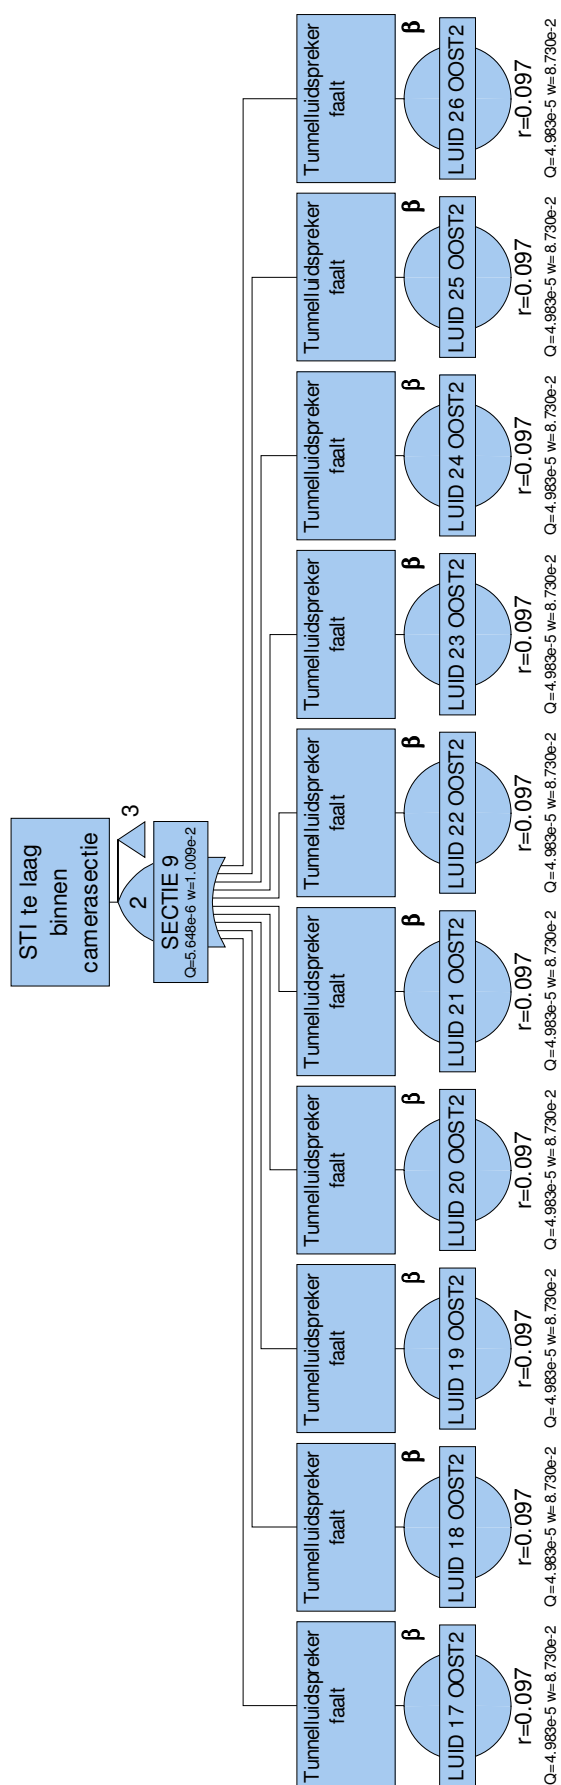 STI te laag
binnen
camerasectie
2
3
SECTIE 9
Q=5.648e-6 w=1.009e-2
Tunnelluidspreker
faalt
β
LUID 17 OOST2
r=0.097
Q=4.983e-5 w=8.730e-2
Tunnelluidspreker
faalt
β
LUID 18 OOST2
r=0.097
Q=4.983e-5 w=8.730e-2
Tunnelluidspreker
faalt
β
LUID 19 OOST2
r=0.097
Q=4.983e-5 w=8.730e-2
Tunnelluidspreker
faalt
β
LUID 20 OOST2
r=0.097
Q=4.983e-5 w=8.730e-2
Tunnelluidspreker
faalt
β
LUID 21 OOST2
r=0.097
Q=4.983e-5 w=8.730e-2
Tunnelluidspreker
faalt
β
LUID 22 OOST2
r=0.097
Q=4.983e-5 w=8.730e-2
Tunnelluidspreker
faalt
β
LUID 23 OOST2
r=0.097
Q=4.983e-5 w=8.730e-2
Tunnelluidspreker
faalt
β
LUID 24 OOST2
r=0.097
Q=4.983e-5 w=8.730e-2
Tunnelluidspreker
faalt
β
LUID 25 OOST2
r=0.097
Q=4.983e-5 w=8.730e-2
Tunnelluidspreker
faalt
β
LUID 26 OOST2
r=0.097
Q=4.983e-5 w=8.730e-2